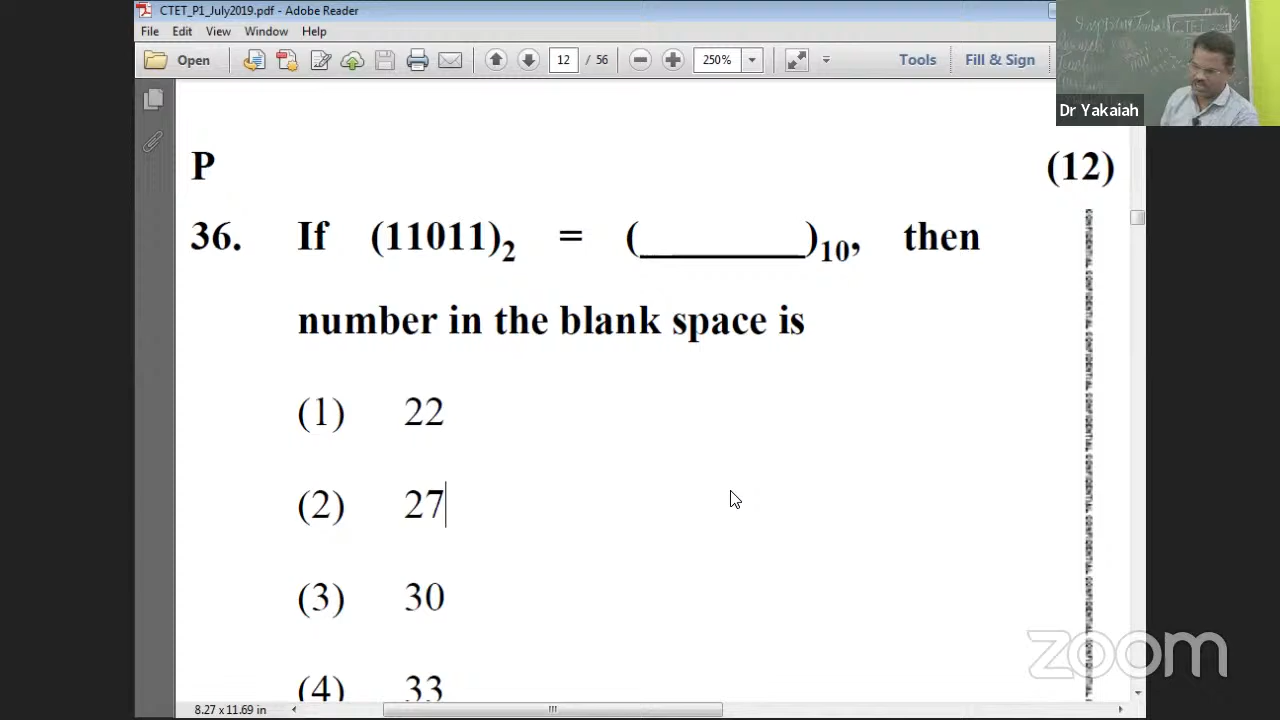 CTET_P1_July2019.pdf - Adobe Reader
File Edit View Window Help
Open 12 / 56 250% Tools Fill & Sign
CTET
Dr Yakaiah
P (12)
36. If (11011)2 = (________)10, then
number in the blank space is
(1) 22
(2) 27
(3) 30
(4) 33
zoom
8.27 x 11.69 in